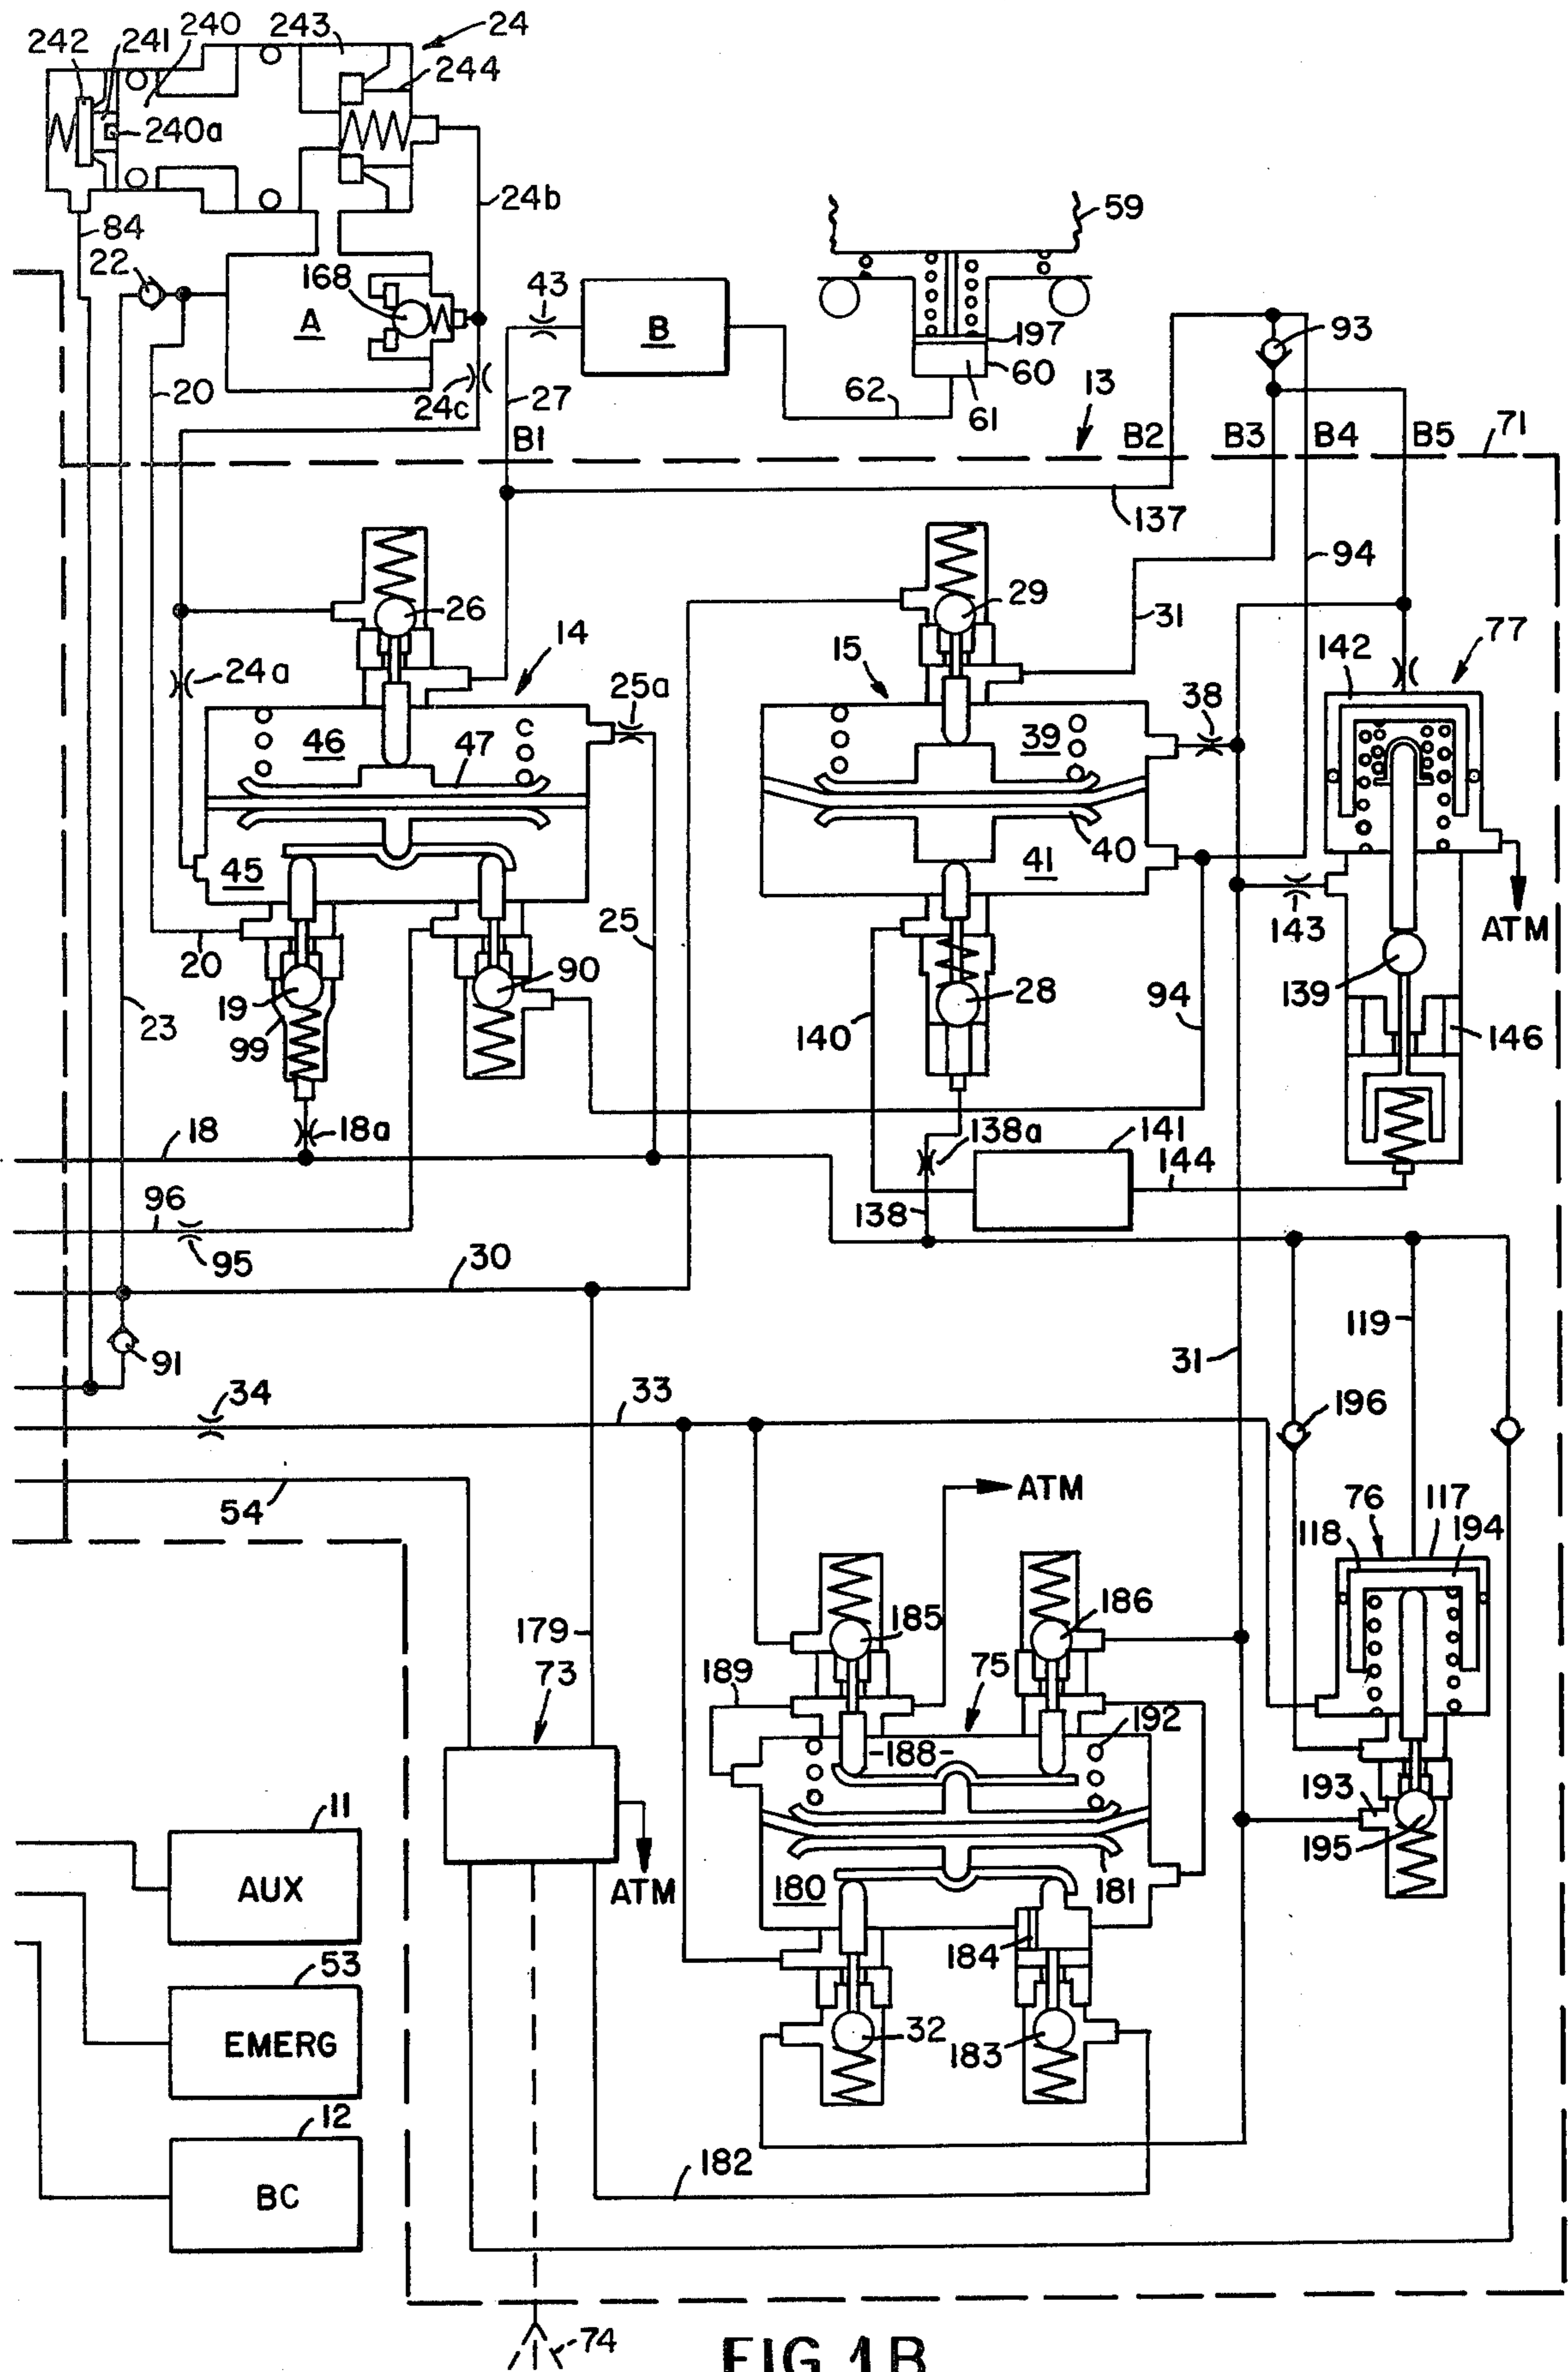 242 241 240 243 24
244
240a
24b
59
84
22 168 43 93
A B
197
60
20 24c 27 62 61 13
B1 B2 B3 B4 B5 71
137
94
26 29
14 31 77
15 142
24a 25a 38
46 47 39
40
45 41
143 ATM
20 25
19 90 28 139
23 99 140 94 146
18 18a 138a 141
144
96 138
95 30
119
91 31
34 33 196
54 ATM
76 117
118 194
185 186
179
189 75
73 192
-188-
193
11 195
AUX ATM 180 181
184
53
EMERG 32 183
12
BC 182
74
FIG 1B